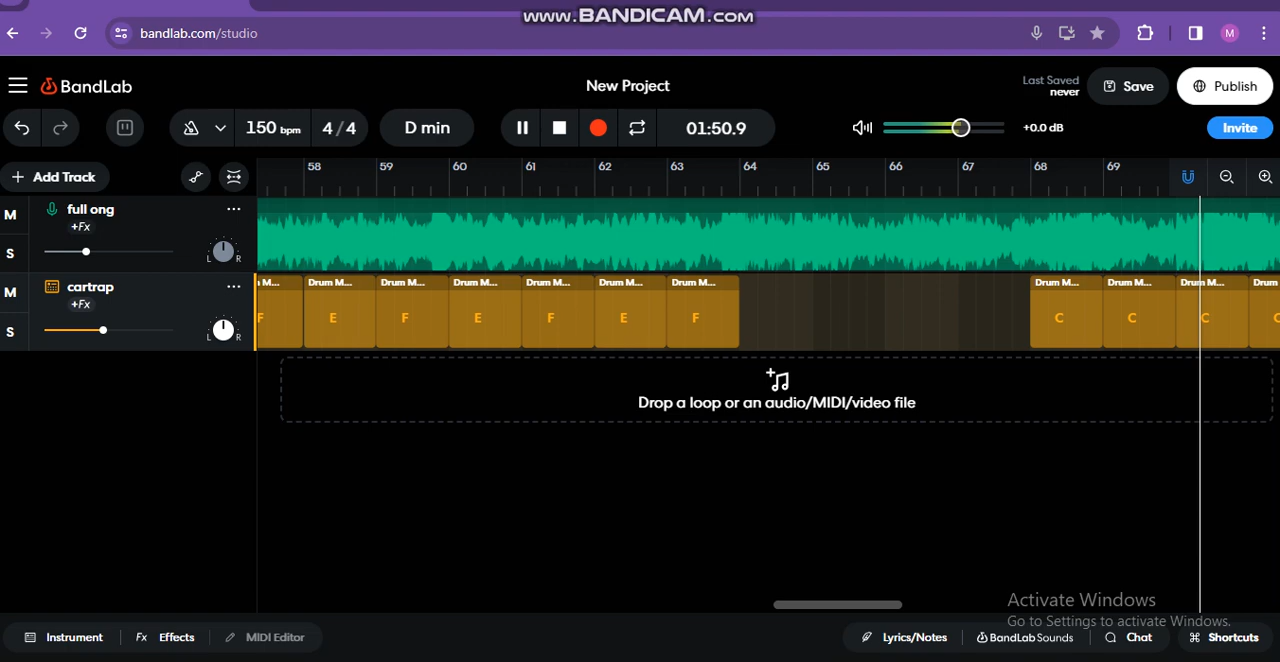 www.BANDICAM.com
bandlab.com/studio
M
BandLab
New Project
Last Saved
never
Save
Publish
150 bpm
4/4
D min
01:50.9
+0.0 dB
Invite
+ Add Track
58 59 60 61 62 63 64 65 66 67 68 69
M
full ong
+Fx
S
L R
M
cartrap
+Fx
S
L R
M... Drum M... Drum M... Drum M... Drum M... Drum M... Drum M... Drum M... Drum M... Drum M... Drum
F E F E F E F C C C C
Drop a loop or an audio/MIDI/video file
Activate Windows
Go to Settings to activate Windows.
Instrument
Fx Effects
MIDI Editor
Lyrics/Notes
BandLab Sounds
Chat
Shortcuts